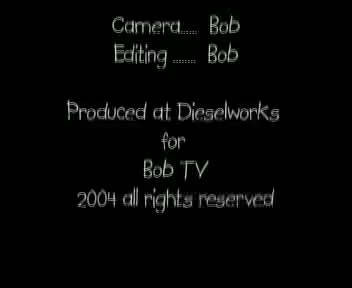 Camera...... Bob
Editing ........ Bob
Produced at Dieselworks
for
Bob TV
2004 all rights reserved